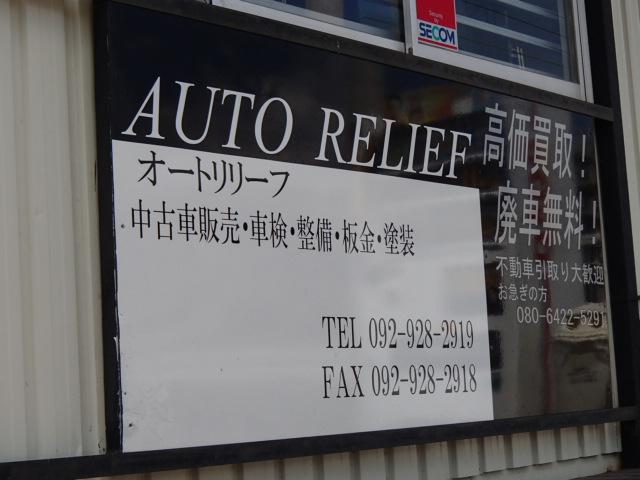 Security
By
SECOM
AUTO RELIEF
オートリリーフ
中古車販売・車検・整備・板金・塗装
TEL 092-928-2919
FAX 092-928-2918
高価買取!
廃車無料!
不動車引取り大歓迎
お急ぎの方
080-6422-5291